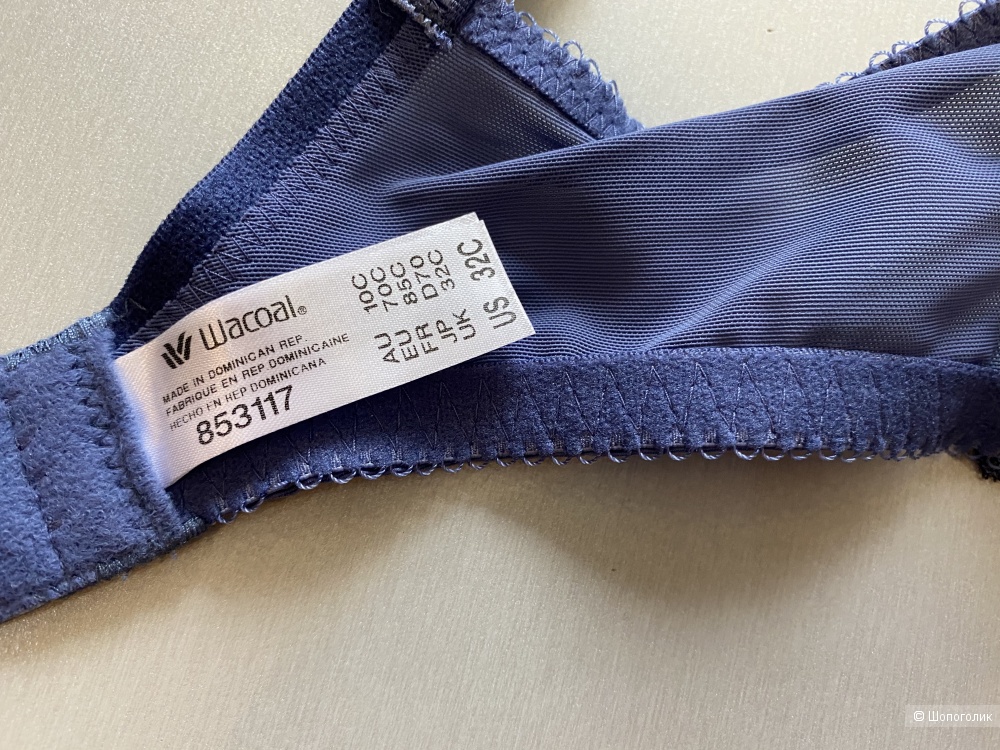 Wacoal®
MADE IN DOMINICAN REP.
FABRIQUE EN REP DOMINICAINE
HECHO EN REP DOMINICANA
853117
AU 10C
EU 70C
FR 85C
JP D70
UK 32C
US 32C
© Шопоголик